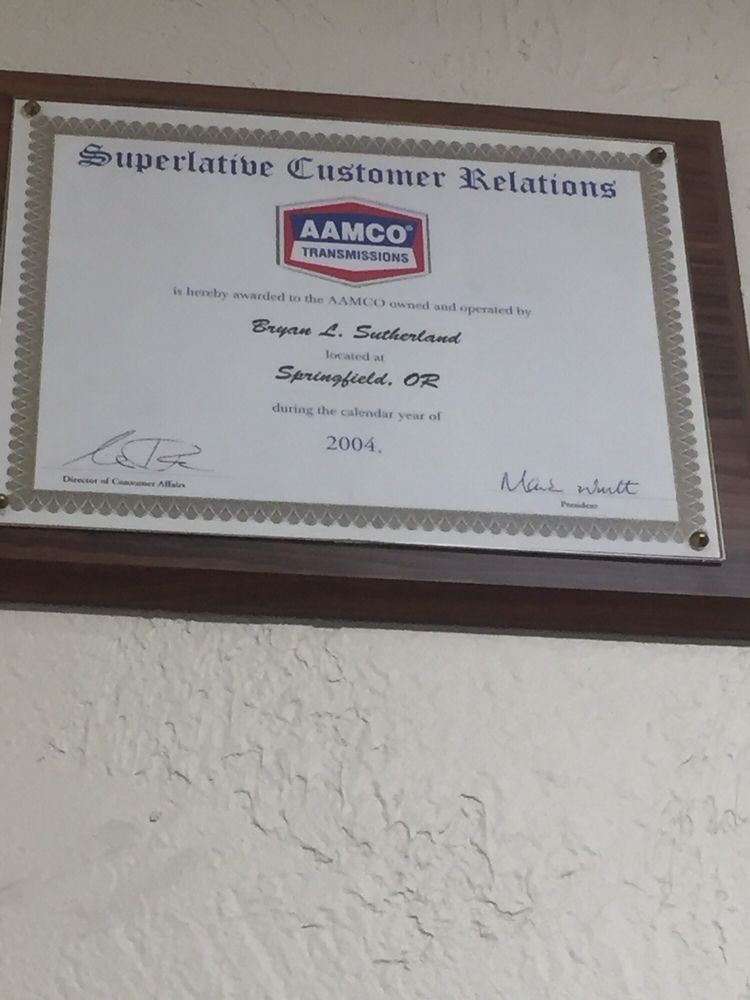 Superlative Customer Relations
AAMCO®
TRANSMISSIONS
is hereby awarded to the AAMCO owned and operated by
Bryan L. Sutherland
located at
Springfield, OR
during the calendar year of
2004.
Director of Consumer Affairs
President